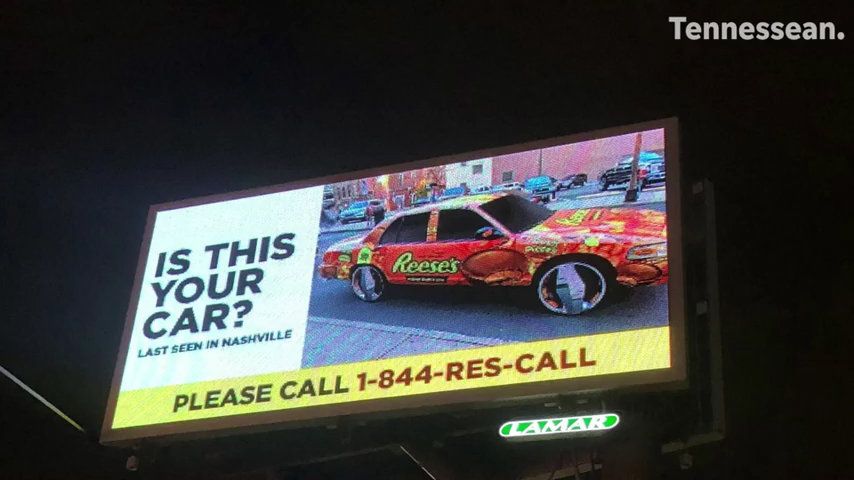 Tennessean.
IS THIS
YOUR
CAR?
LAST SEEN IN NASHVILLE
Reese's
PLEASE CALL 1-844-RES-CALL
LAMAR